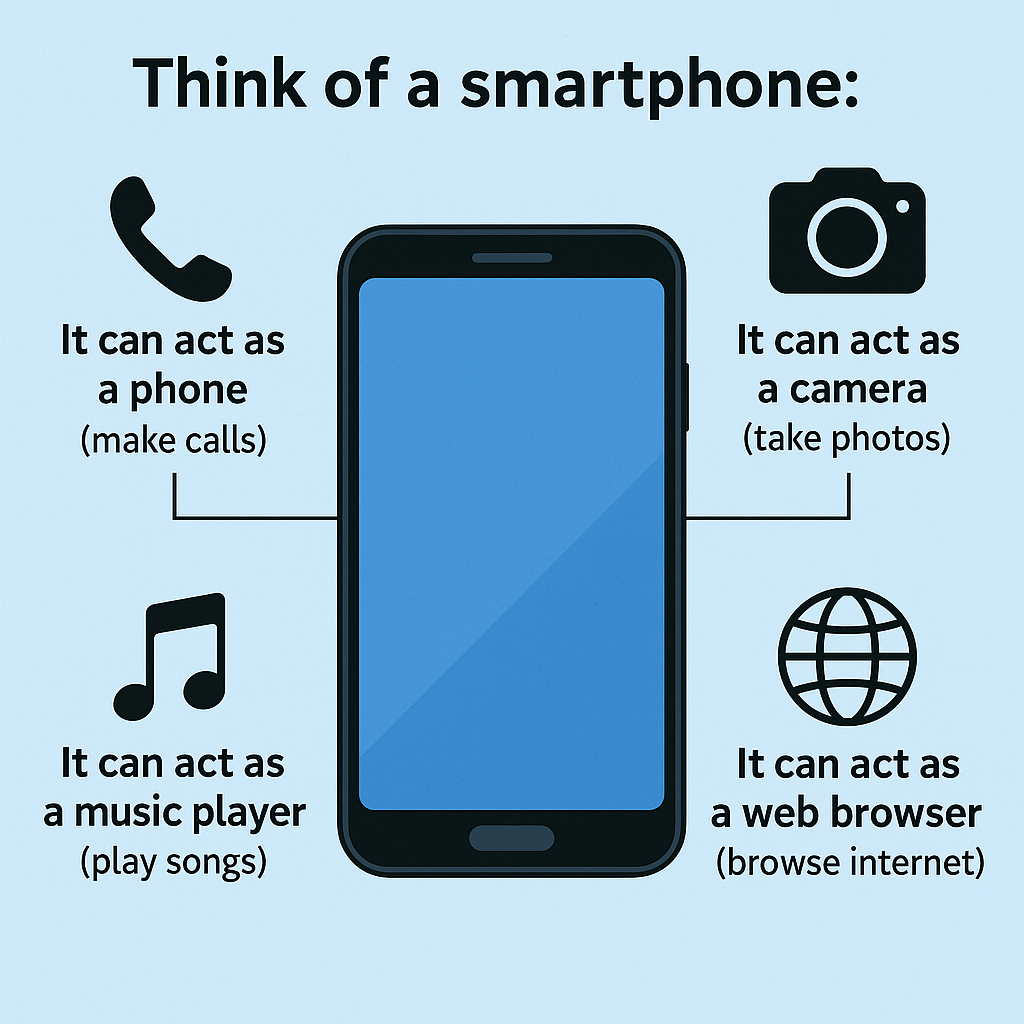 Think of a smartphone:
It can act as
a phone
(make calls)
It can act as
a camera
(take photos)
It can act as
a music player
(play songs)
It can act as
a web browser
(browse internet)